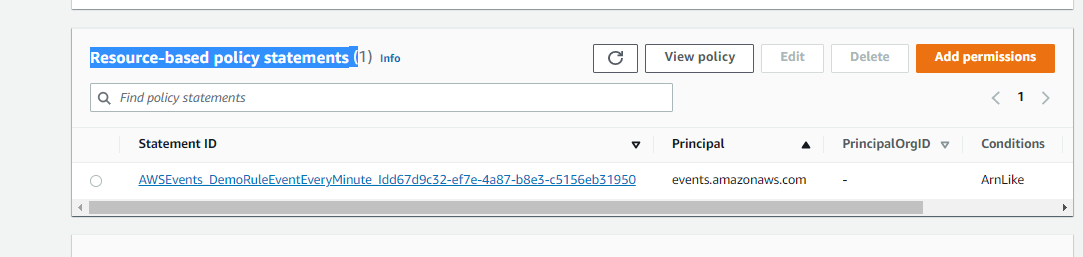 Resource-based policy statements (1) Info
View policy
Edit
Delete
Add permissions
Find policy statements
1
Statement ID Principal PrincipalOrgID Conditions
AWSEvents_DemoRuleEventEveryMinute_Idd67d9c32-ef7e-4a87-b8e3-c5156eb31950 events.amazonaws.com - ArnLike